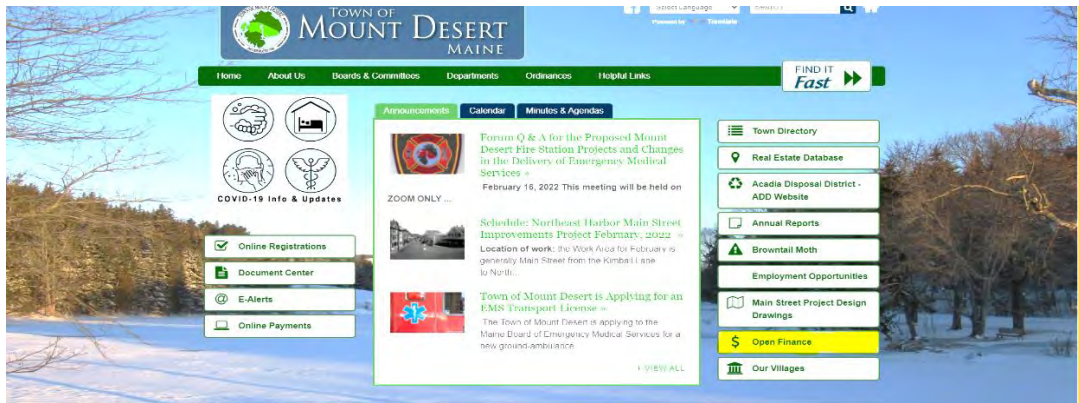 TOWN OF
MOUNT DESERT
MAINE
Select Language
SEARCH
Powered by Translate
Home About Us Boards & Committees Departments Ordinances Helpful Links
FIND IT
Fast
COVID-19 Info & Updates
Online Registrations
Document Center
E-Alerts
Online Payments
Announcements Calendar Minutes & Agendas
Forum Q & A for the Proposed Mount
Desert Fire Station Projects and Changes
in the Delivery of Emergency Medical
Services »
February 16, 2022 This meeting will be held on
ZOOM ONLY ...
Schedule: Northeast Harbor Main Street
Improvements Project February, 2022 »
Location of work: the Work Area for February is
generally Main Street from the Kimball Lane
to North...
Town of Mount Desert is Applying for an
EMS Transport License »
The Town of Mount Desert is applying to the
Maine Board of Emergency Medical Services for a
new ground-ambulance
+ VIEW ALL
Town Directory
Real Estate Database
Acadia Disposal District -
ADD Website
Annual Reports
Browntail Moth
Employment Opportunities
Main Street Project Design
Drawings
Open Finance
Our Villages